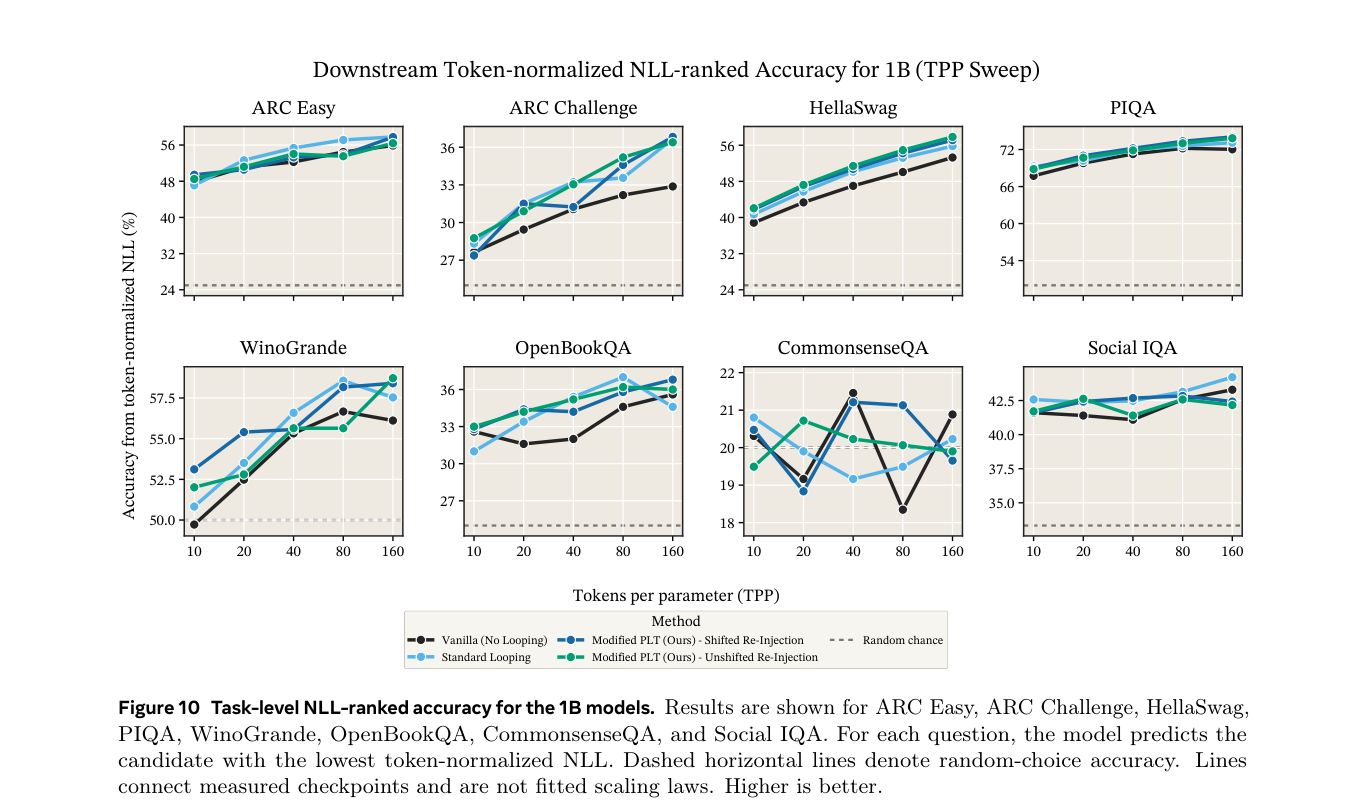 Downstream Token-normalized NLL-ranked Accuracy for 1B (TPP Sweep)
ARC Easy
ARC Challenge
HellaSwag
PIQA
56
48
40
32
24
36
33
30
27
56
48
40
32
24
72
66
60
54
Accuracy from token-normalized NLL (%)
WinoGrande
OpenBookQA
CommonsenseQA
Social IQA
57.5
55.0
52.5
50.0
10 20 40 80 160
36
33
30
27
10 20 40 80 160
22
21
20
19
18
10 20 40 80 160
42.5
40.0
37.5
35.0
10 20 40 80 160
Tokens per parameter (TPP)
Method
Vanilla (No Looping) Modified PLT (Ours) - Shifted Re-Injection Random chance
Standard Looping Modified PLT (Ours) - Unshifted Re-Injection
Figure 10 Task-level NLL-ranked accuracy for the 1B models. Results are shown for ARC Easy, ARC Challenge, HellaSwag,
PIQA, WinoGrande, OpenBookQA, CommonsenseQA, and Social IQA. For each question, the model predicts the
candidate with the lowest token-normalized NLL. Dashed horizontal lines denote random-choice accuracy. Lines
connect measured checkpoints and are not fitted scaling laws. Higher is better.